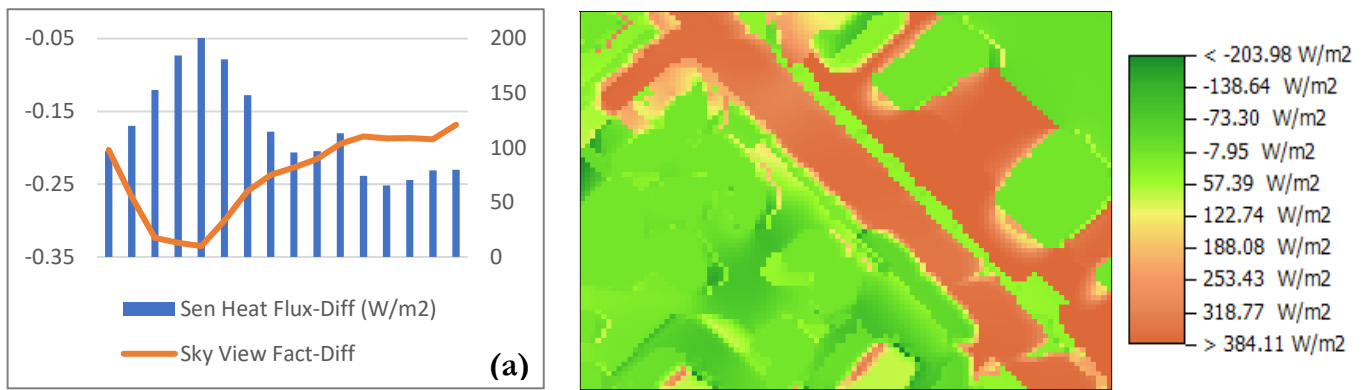 -0.05
-0.15
-0.25
-0.35
200
150
100
50
0
Sen Heat Flux-Diff (W/m2)
Sky View Fact-Diff
(a)
< -203.98 W/m2
-138.64 W/m2
-73.30 W/m2
-7.95 W/m2
57.39 W/m2
122.74 W/m2
188.08 W/m2
253.43 W/m2
318.77 W/m2
> 384.11 W/m2